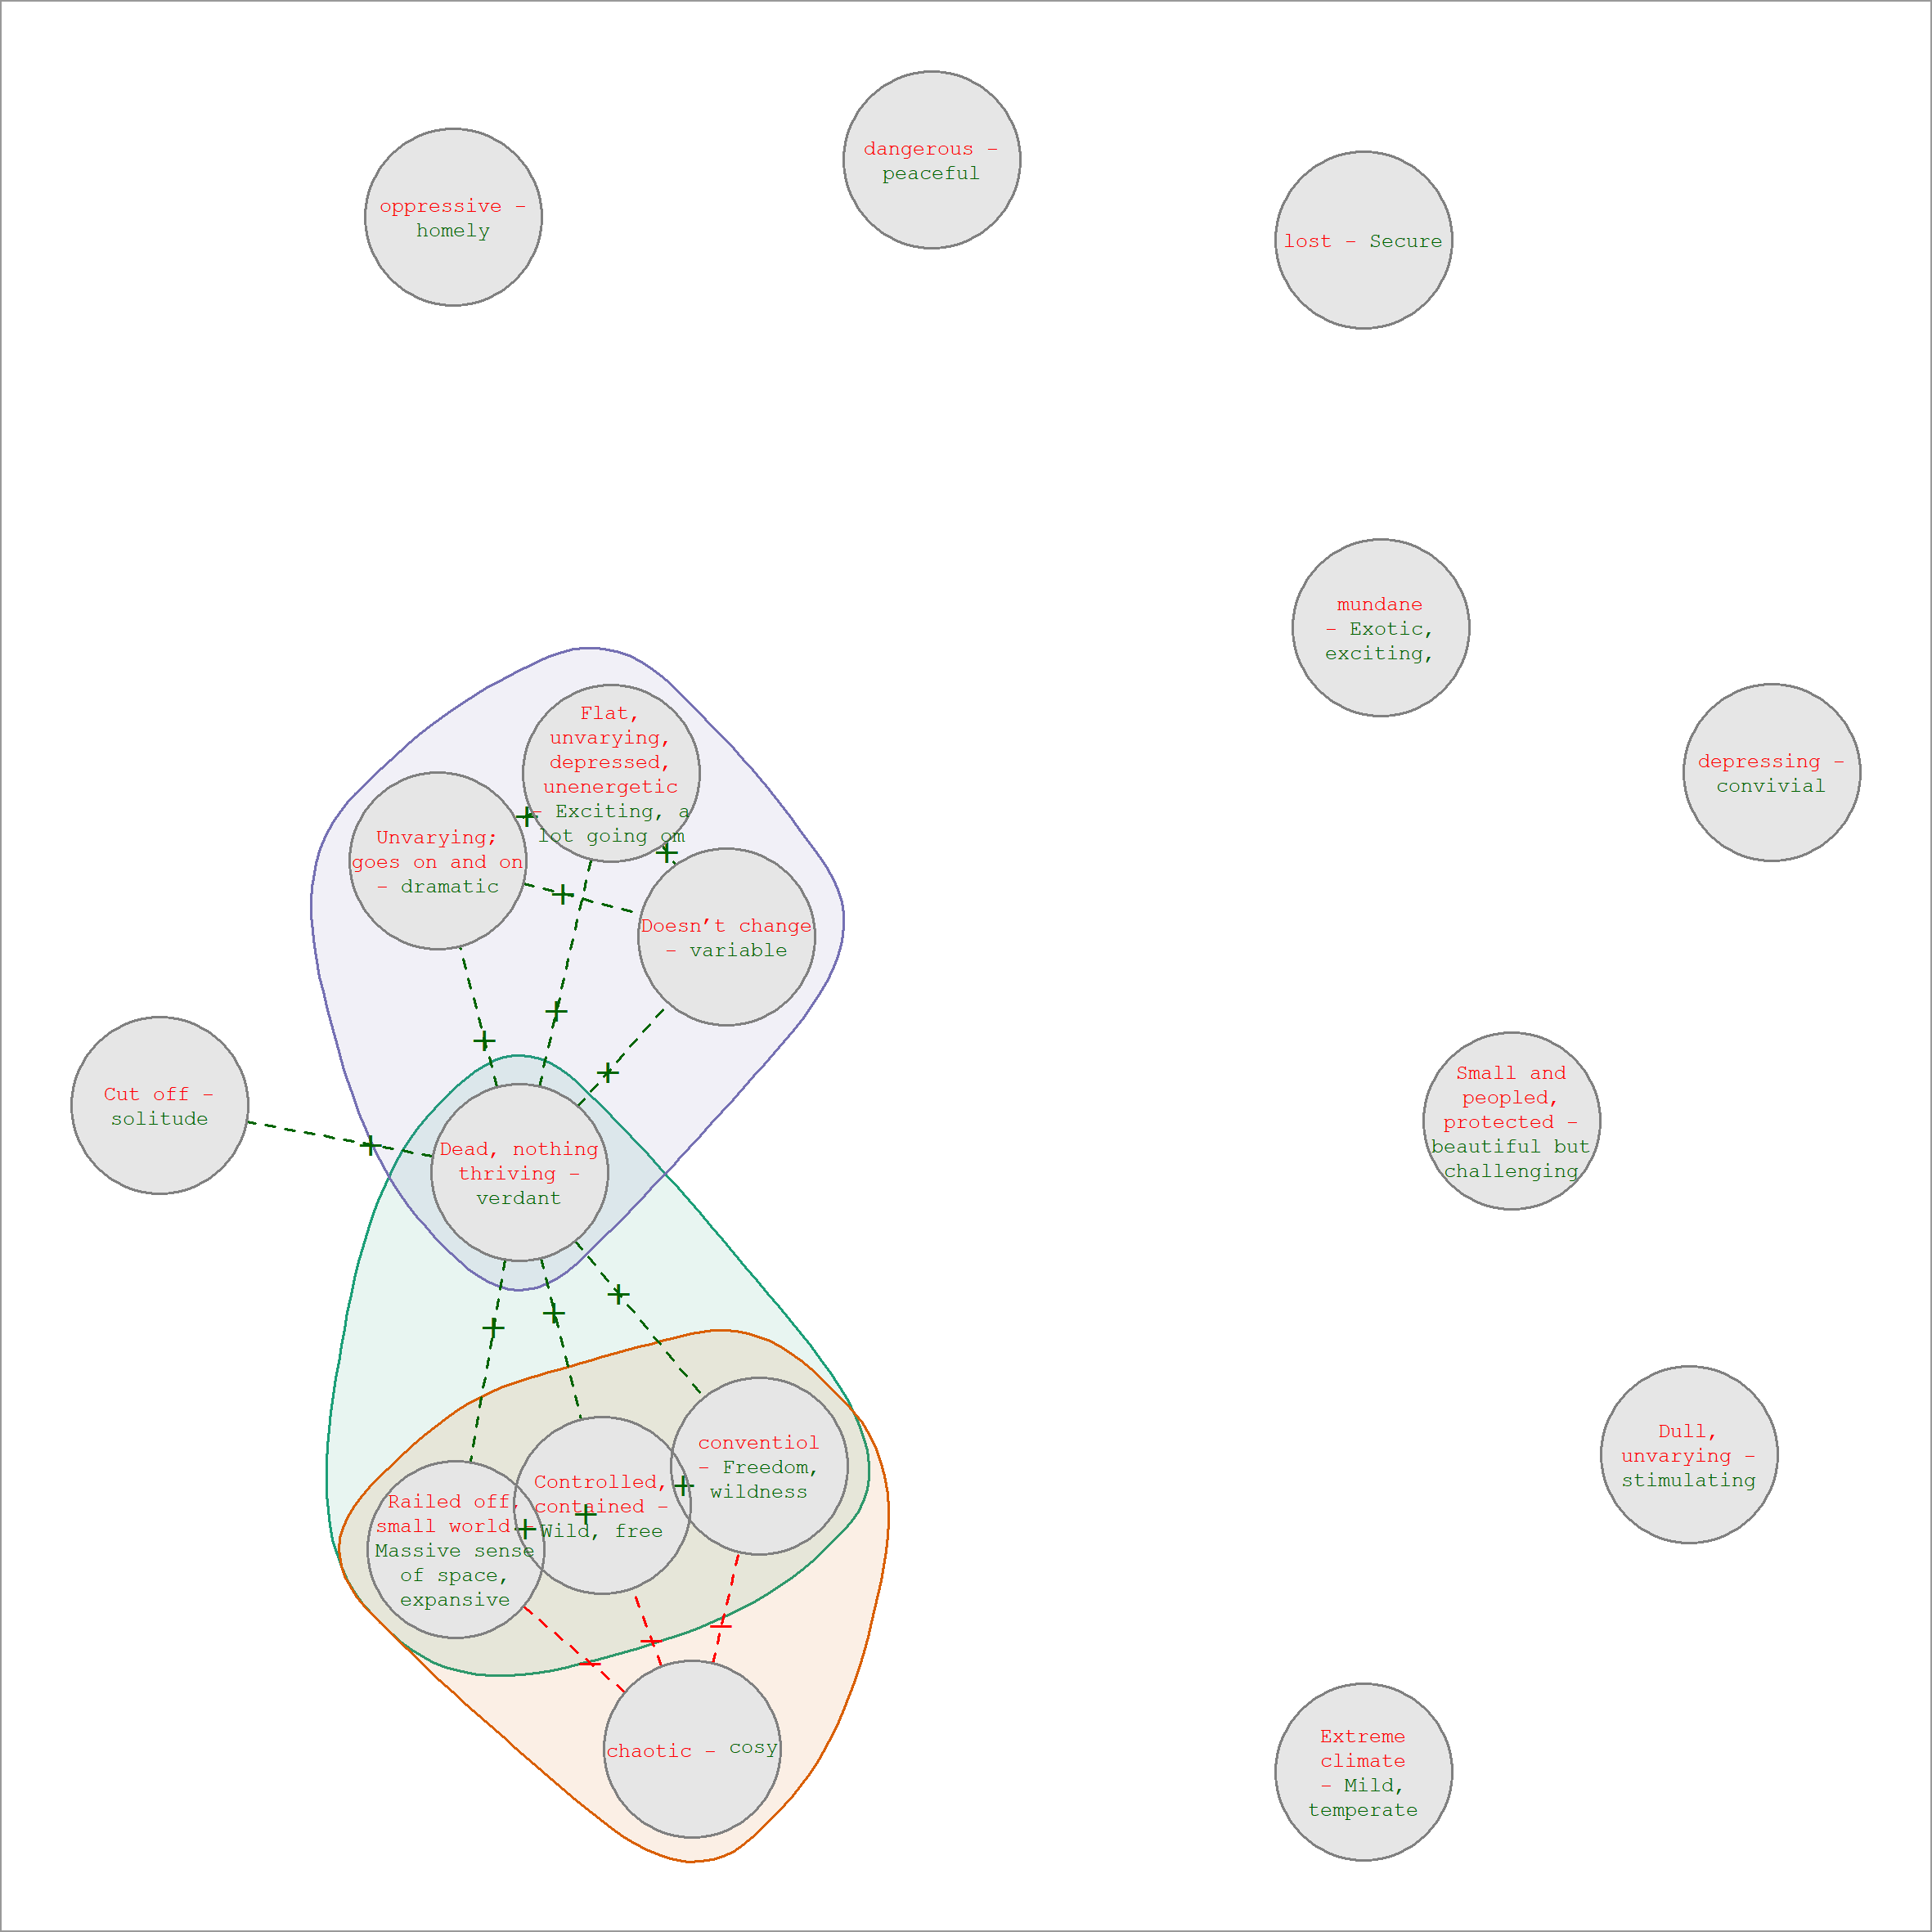 dangerous -
peaceful
oppressive -
homely
lost - Secure
mundane
- Exotic,
exciting,
Flat,
unvarying,
depressed,
unenergetic
- Exciting, a
lot going om
depressing -
convivial
Unvarying;
goes on and on
- dramatic
Doesn't change
- variable
Cut off -
solitude
Small and
peopled,
protected -
beautiful but
challenging
Dead, nothing
thriving -
verdant
conventiol
- Freedom,
wildness
Dull,
unvarying -
stimulating
Controlled,
contained -
Wild, free
Railed off,
small world -
Massive sense
of space,
expansive
chaotic - cosy
Extreme
climate
- Mild,
temperate